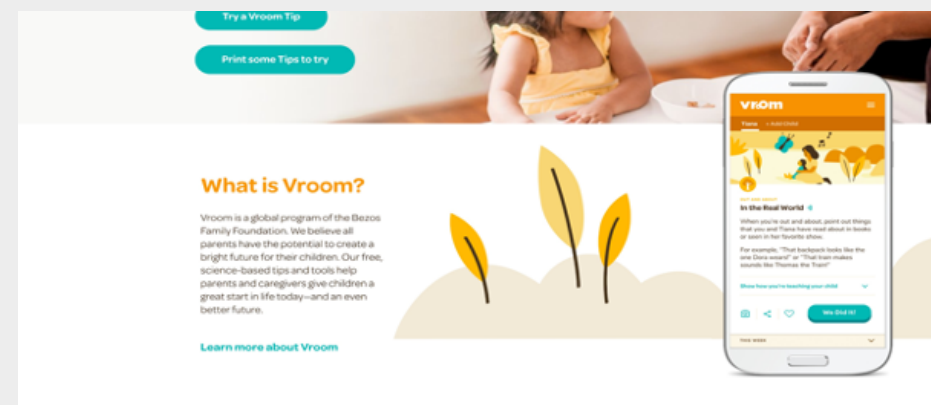 Try a Vroom Tip
Print some Tips to try
What is Vroom?
Vroom is a global program of the Bezos
Family Foundation. We believe all
parents have the potential to create a
bright future for their children. Our free,
science-based tips and tools help
parents and caregivers give children a
great start in life today—and an even
better future.
Learn more about Vroom
vroom
Tiana + Add Child
OUT AND ABOUT
In the Real World
When you're out and about, point out things
that you and Tiana have read about in books
or seen in her favorite show.
For example, "That backpack looks like the
one Dora wears!" or "That train makes
sounds like Thomas the Train!"
Show how you're teaching your child
We Did It!
THIS WEEK